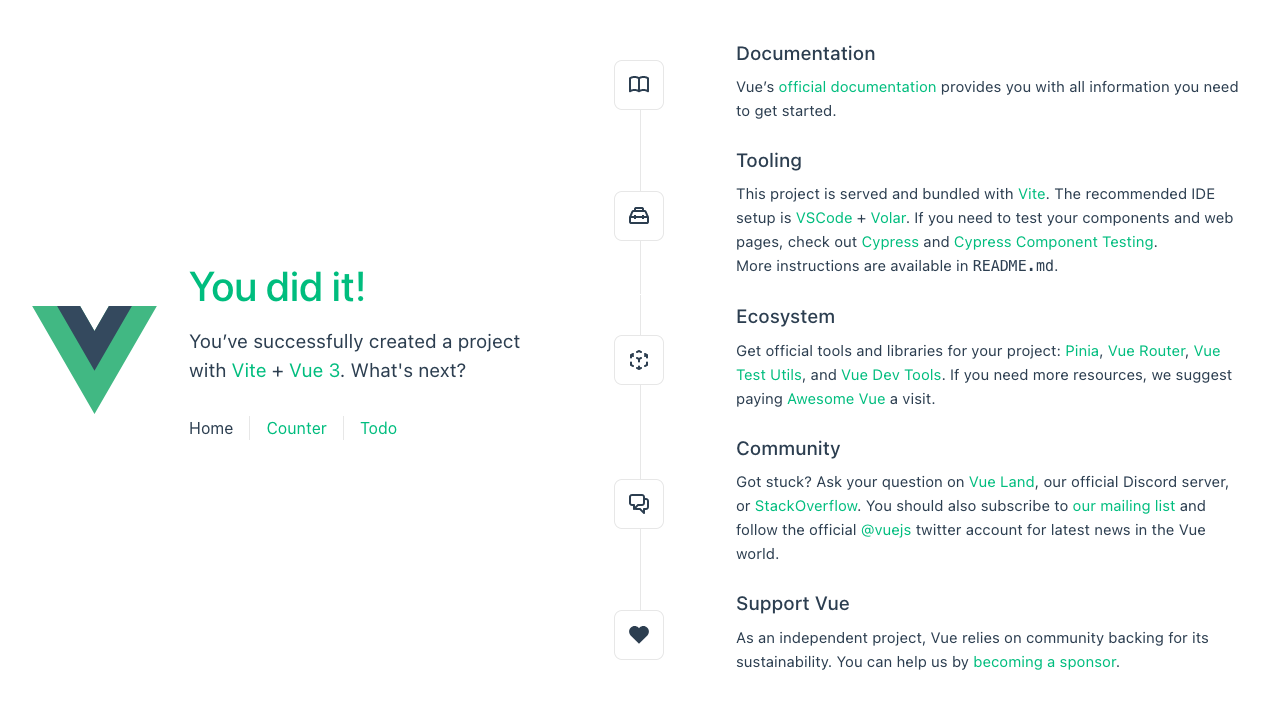 You did it!
You’ve successfully created a project
with Vite + Vue 3. What's next?
Home
Counter
Todo
Documentation
Vue’s official documentation provides you with all information you need
to get started.
Tooling
This project is served and bundled with Vite. The recommended IDE
setup is VSCode + Volar. If you need to test your components and web
pages, check out Cypress and Cypress Component Testing.
More instructions are available in README.md.
Ecosystem
Get official tools and libraries for your project: Pinia, Vue Router, Vue
Test Utils, and Vue Dev Tools. If you need more resources, we suggest
paying Awesome Vue a visit.
Community
Got stuck? Ask your question on Vue Land, our official Discord server,
or StackOverflow. You should also subscribe to our mailing list and
follow the official @vuejs twitter account for latest news in the Vue
world.
Support Vue
As an independent project, Vue relies on community backing for its
sustainability. You can help us by becoming a sponsor.